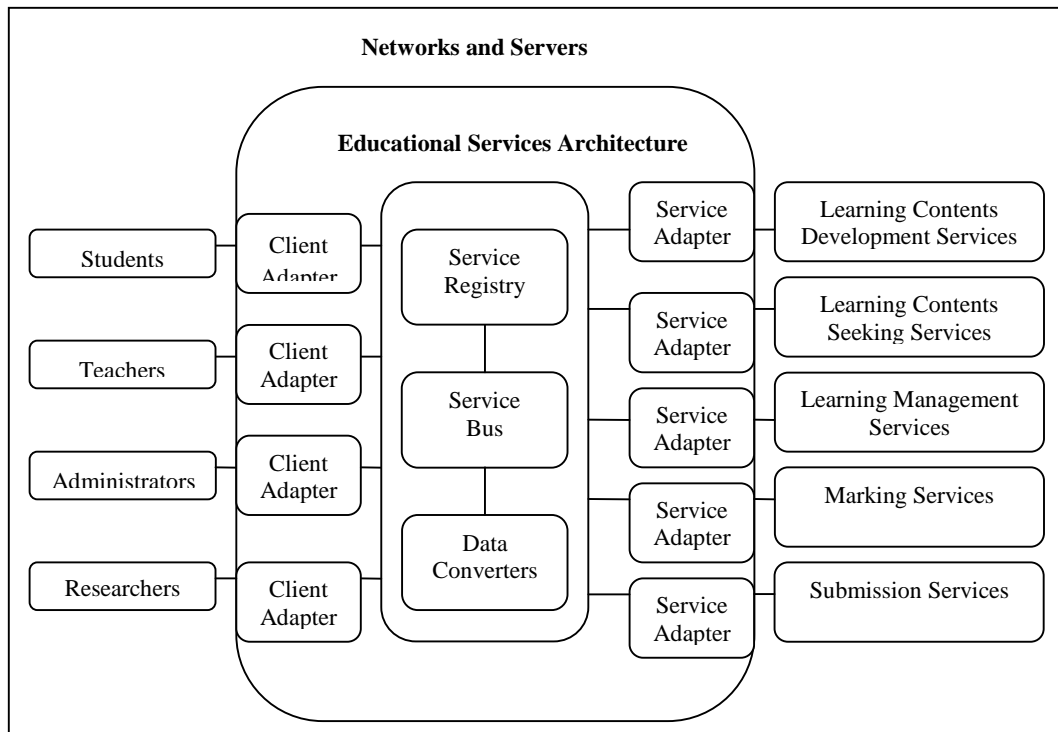 Networks and Servers
Educational Services Architecture
Students
Teachers
Administrators
Researchers
Client
Adapter
Client
Adapter
Client
Adapter
Client
Adapter
Service
Registry
Service
Bus
Data
Converters
Service
Adapter
Service
Adapter
Service
Adapter
Service
Adapter
Service
Adapter
Learning Contents
Development Services
Learning Contents
Seeking Services
Learning Management
Services
Marking Services
Submission Services